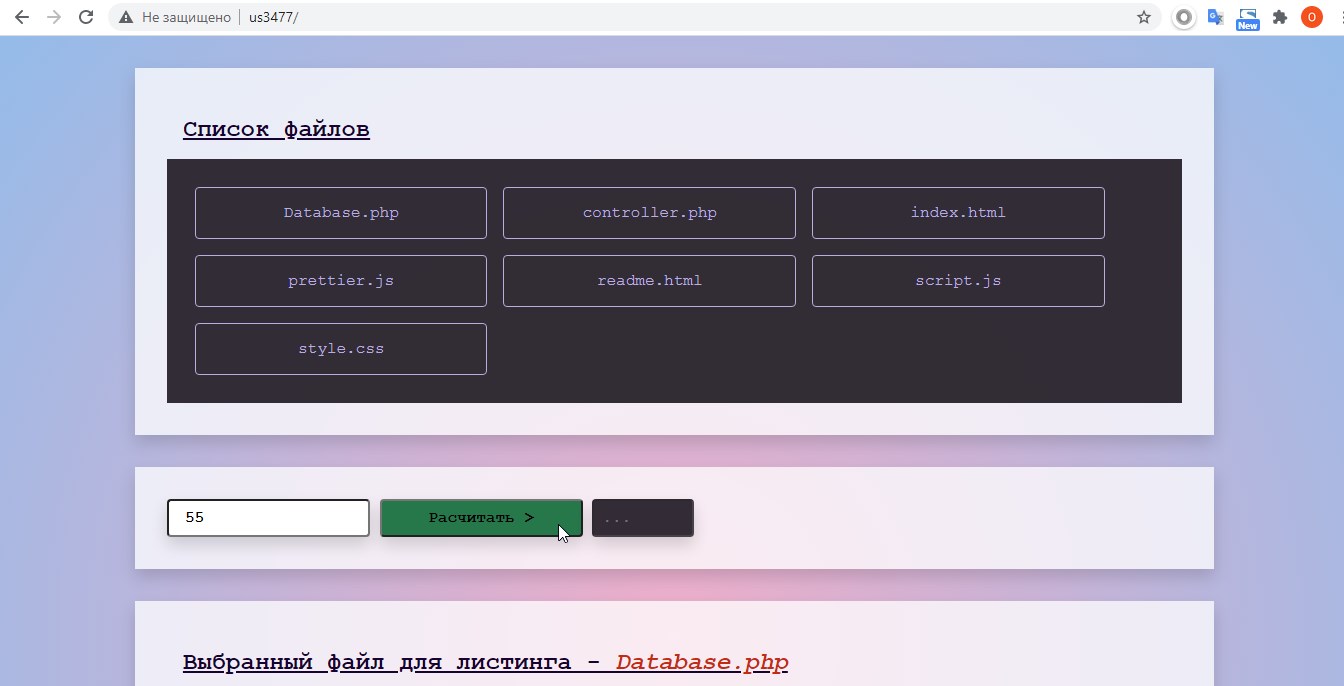 Не защищено us3477/
New
O
Список файлов
Database.php controller.php index.html
prettier.js readme.html script.js
style.css
55 Расчитать > ...
Выбранный файл для листинга - Database.php